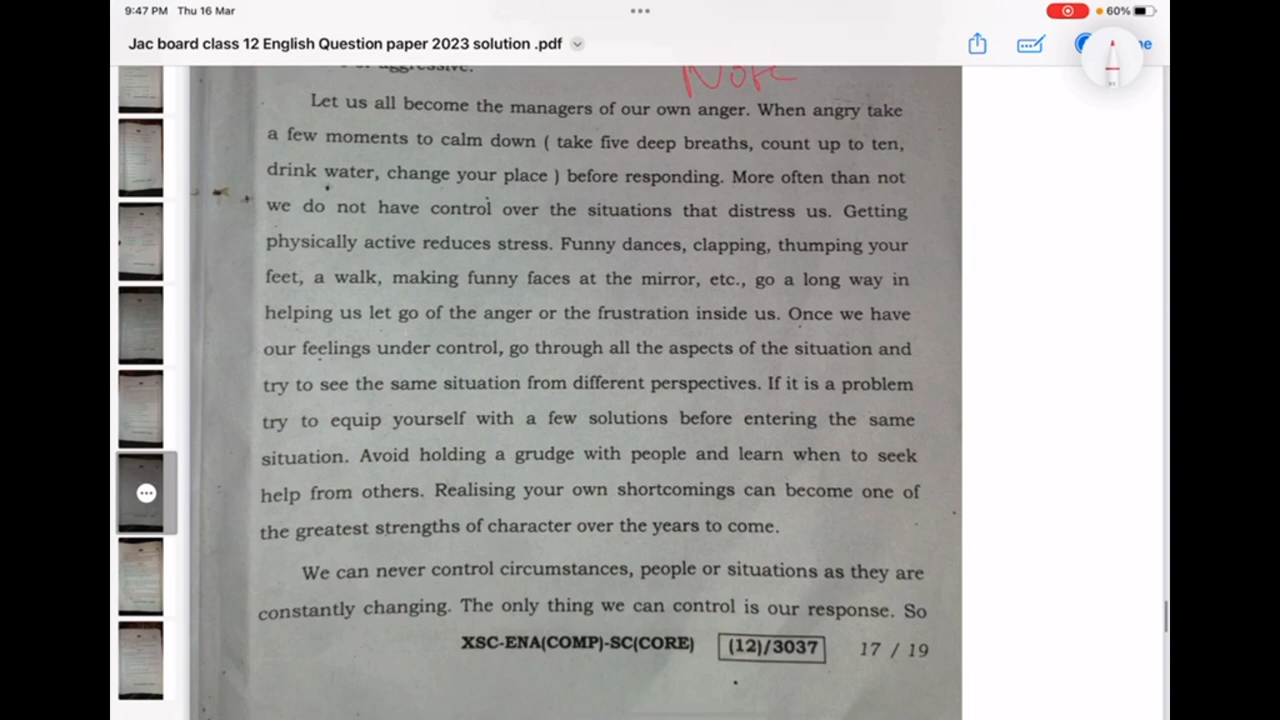 9:47 PM Thu 16 Mar
60%
Jac board class 12 English Question paper 2023 solution .pdf
aggressive.
Note
Let us all become the managers of our own anger. When angry take
a few moments to calm down ( take five deep breaths, count up to ten,
drink water, change your place ) before responding. More often than not
we do not have control over the situations that distress us. Getting
physically active reduces stress. Funny dances, clapping, thumping your
feet, a walk, making funny faces at the mirror, etc., go a long way in
helping us let go of the anger or the frustration inside us. Once we have
our feelings under control, go through all the aspects of the situation and
try to see the same situation from different perspectives. If it is a problem
try to equip yourself with a few solutions before entering the same
situation. Avoid holding a grudge with people and learn when to seek
help from others. Realising your own shortcomings can become one of
the greatest strengths of character over the years to come.
We can never control circumstances, people or situations as they are
constantly changing. The only thing we can control is our response. So
XSC-ENA(COMP)-SC(CORE) (12)/3037 17 / 19